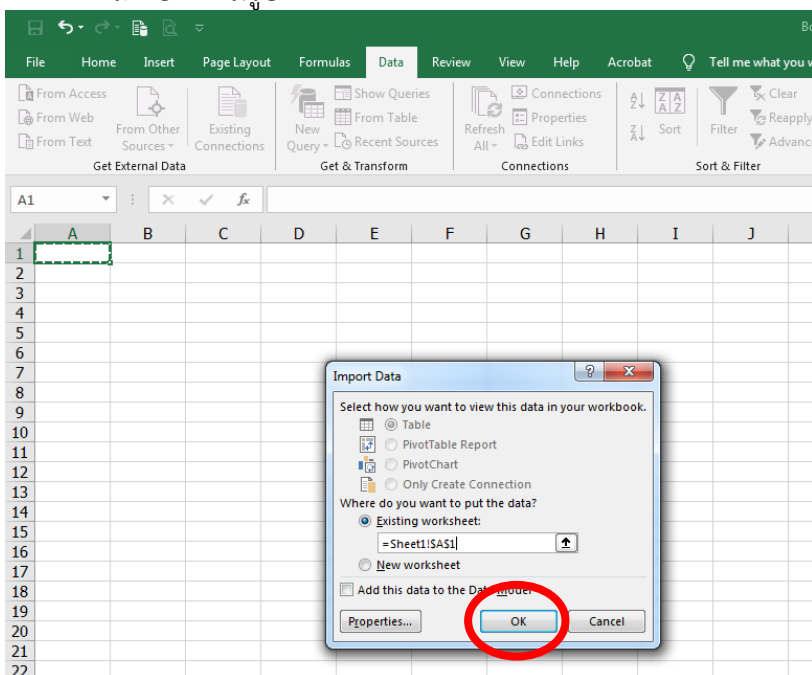 File Home Insert Page Layout Formulas Data Review View Help Acrobat Tell me what you w
From Access
From Web
From Text
From Other Sources
Existing Connections
Get External Data
New Query
Show Queries
From Table
Recent Sources
Get & Transform
Refresh All
Connections
Properties
Edit Links
Connections
Sort
Filter
Clear
Reapply
Advanc
Sort & Filter
A1 fx
A B C D E F G H I J
1
2
3
4
5
6
7
8
9
10
11
12
13
14
15
16
17
18
19
20
21
22
Import Data
Select how you want to view this data in your workbook.
Table
PivotTable Report
PivotChart
Only Create Connection
Where do you want to put the data?
Existing worksheet:
=Sheet1!$A$1
New worksheet
Add this data to the Data Model
Properties... OK Cancel